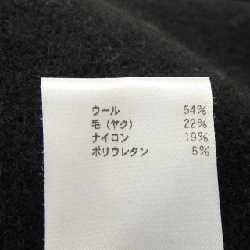 ウール 54%
毛 (ヤク) 22%
ナイロン 19%
ポリウレタン 5%